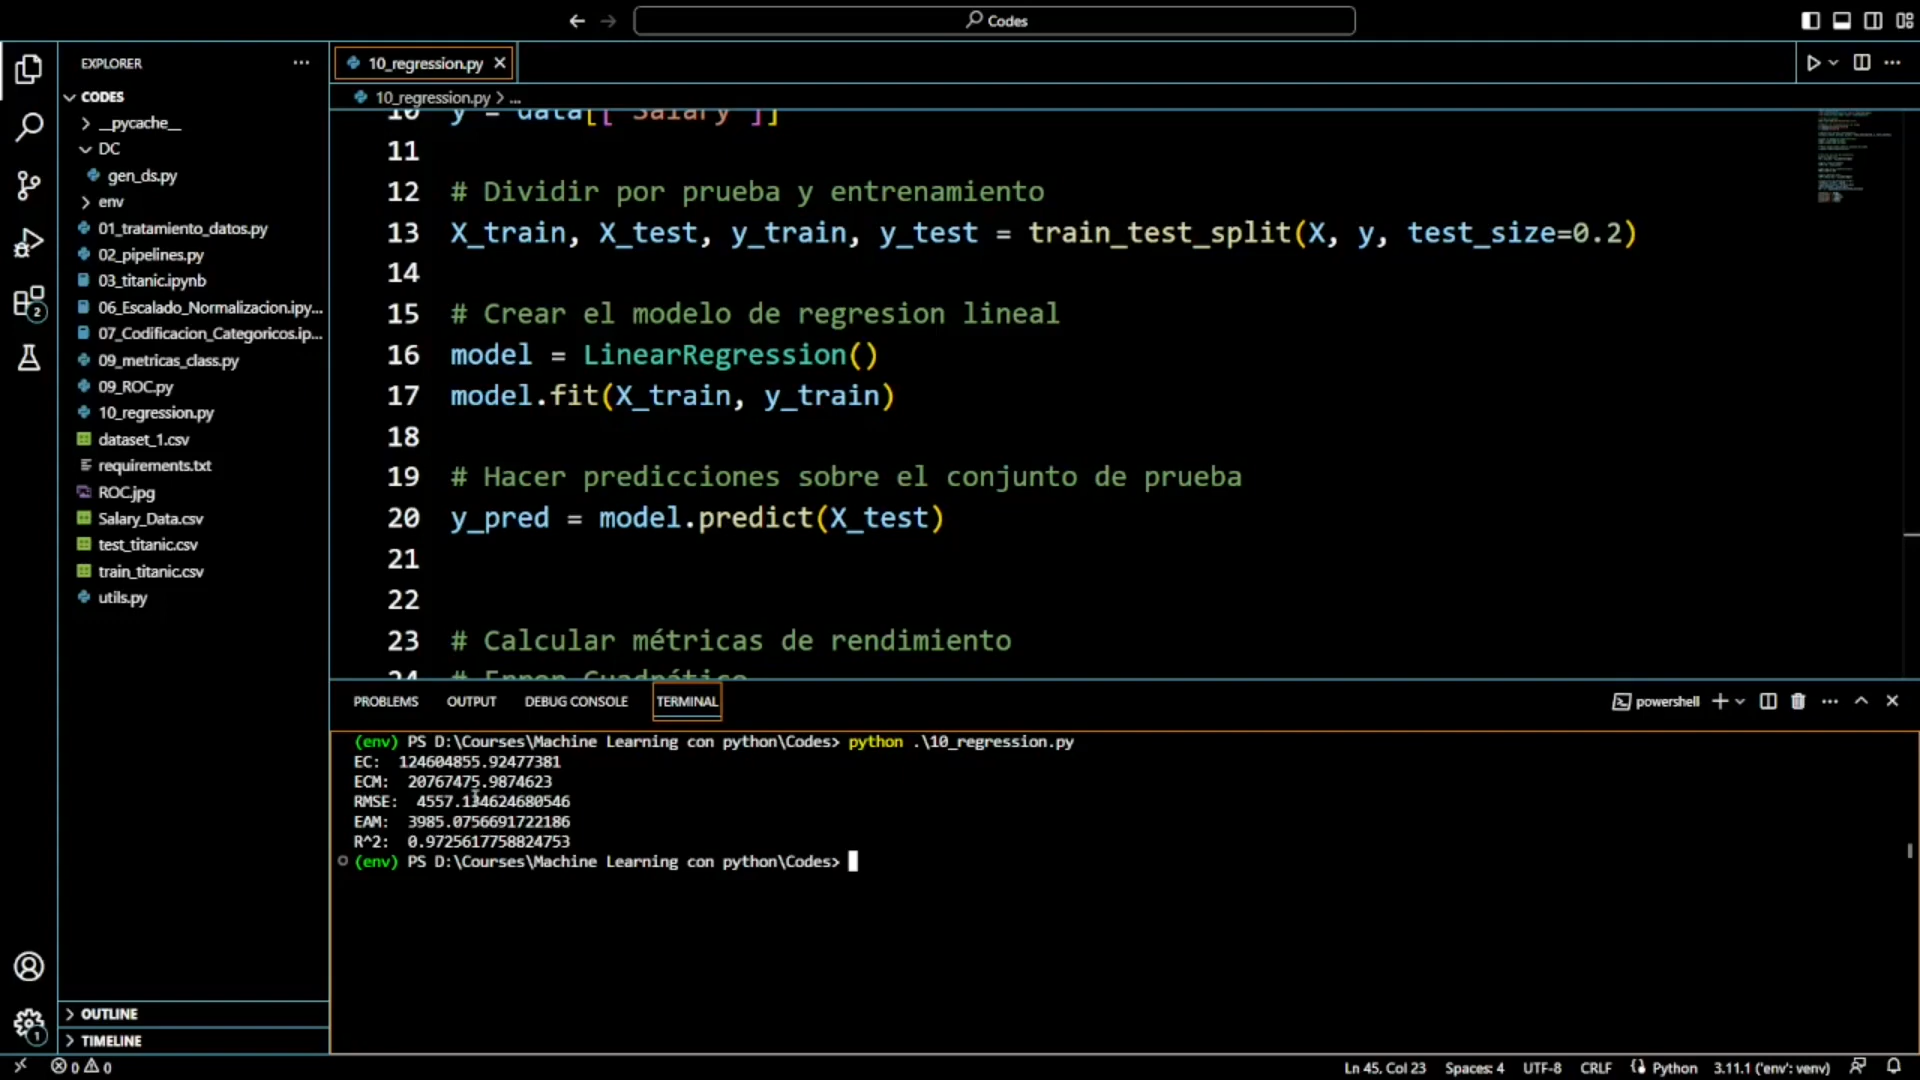 Codes
EXPLORER
10_regression.py
10_regression.py > ...
CODES
__pycache__
DC
gen_ds.py
env
01_tratamiento_datos.py
02_pipelines.py
03_titanic.ipynb
06_Escalado_Normalizacion.ipy...
07_Codificacion_Categoricos.ip...
09_metricas_class.py
09_ROC.py
10_regression.py
dataset_1.csv
requirements.txt
ROC.jpg
Salary_Data.csv
test_titanic.csv
train_titanic.csv
utils.py
OUTLINE
TIMELINE
2
1
10 y = data[['Salary']]
11
12 # Dividir por prueba y entrenamiento
13 X_train, X_test, y_train, y_test = train_test_split(X, y, test_size=0.2)
14
15 # Crear el modelo de regresion lineal
16 model = LinearRegression()
17 model.fit(X_train, y_train)
18
19 # Hacer predicciones sobre el conjunto de prueba
20 y_pred = model.predict(X_test)
21
22
23 # Calcular métricas de rendimiento
24 # Error Cuadrático
PROBLEMS OUTPUT DEBUG CONSOLE TERMINAL
powershell
(env) PS D:\Courses\Machine Learning con python\Codes> python .\10_regression.py
EC: 124604855.92477381
ECM: 20767475.9874623
RMSE: 4557.134624680546
EAM: 3985.0756691722186
R^2: 0.9725617758824753
(env) PS D:\Courses\Machine Learning con python\Codes>
0 0
Ln 45, Col 23 Spaces: 4 UTF-8 CRLF Python 3.11.1 ('env': venv)